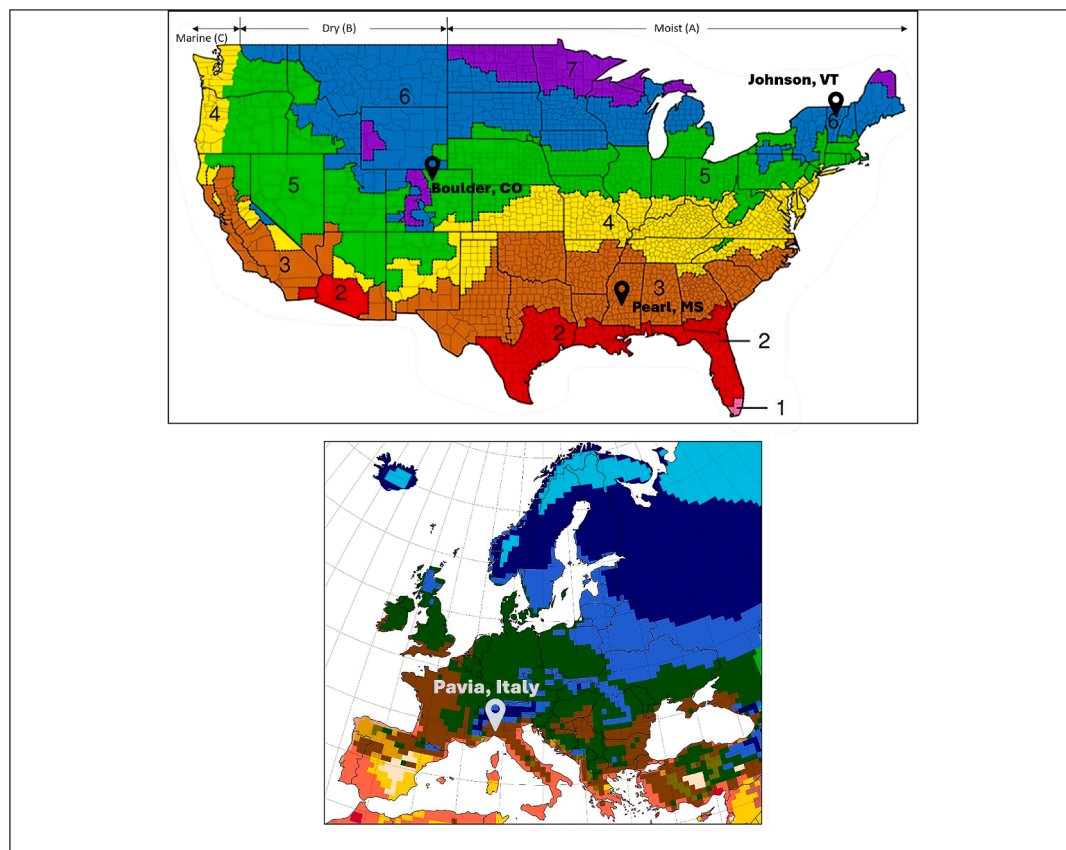 Marine (C)
Dry (B)
Moist (A)
7
Johnson, VT
6
4
6
5
Boulder, CO
5
4
3
3
2
Pearl, MS
2
2
1
Pavia, Italy